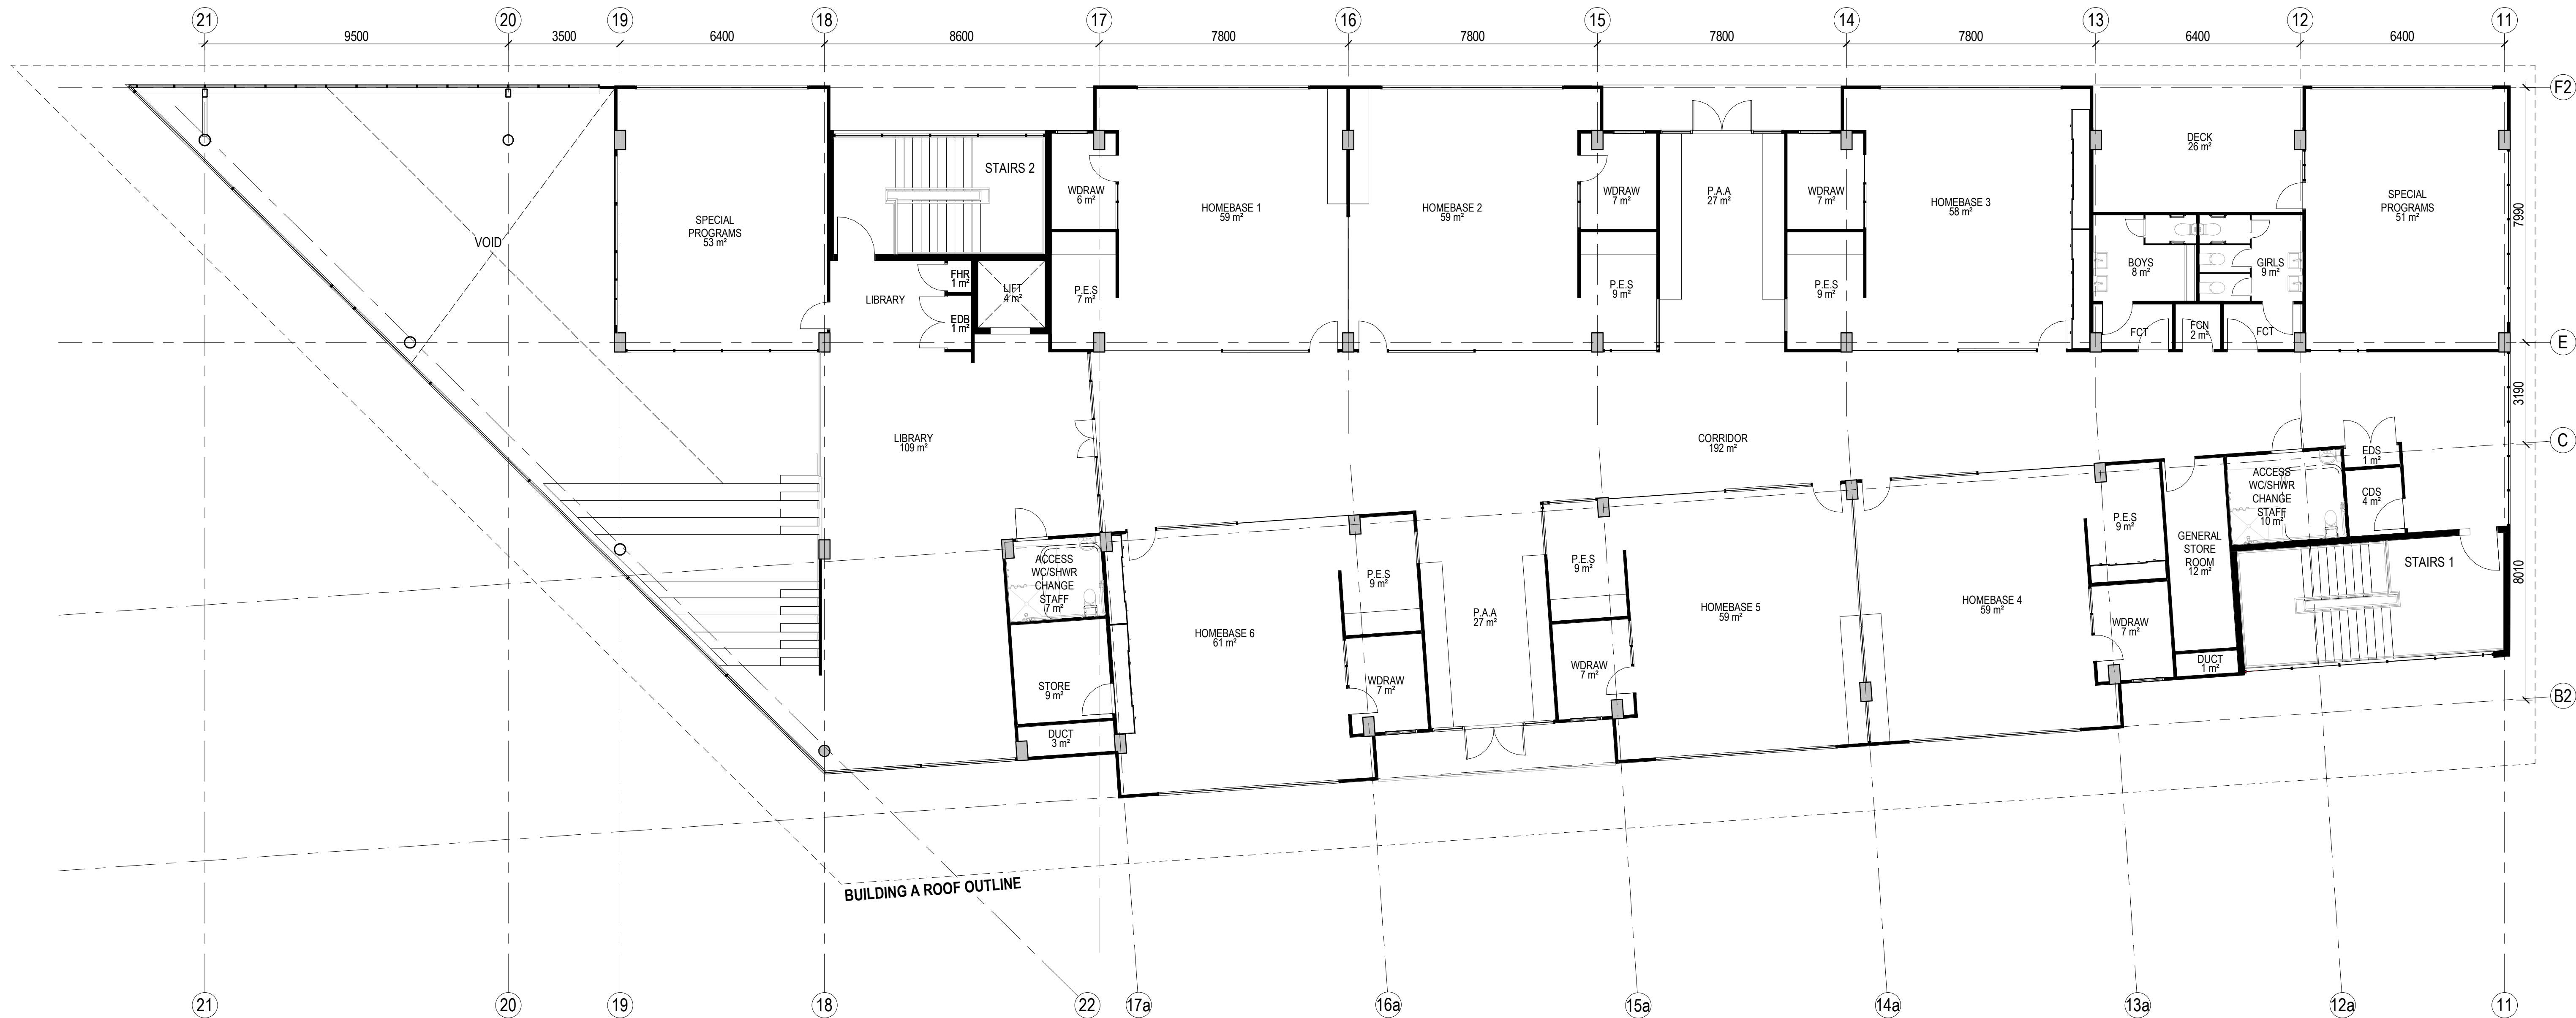 21 20 19 18 17 16 15 14 13 12 11
9500 3500 6400 8600 7800 7800 7800 7800 6400 6400
F2
DECK
26 m²
STAIRS 2
WDRAW
6 m²
HOMEBASE 1
59 m²
HOMEBASE 2
59 m²
WDRAW
7 m²
P.A.A
27 m²
WDRAW
7 m²
HOMEBASE 3
58 m²
SPECIAL
PROGRAMS
51 m²
7990
SPECIAL
PROGRAMS
53 m²
VOID
BOYS
8 m²
GIRLS
9 m²
FHR
1 m²
LIBRARY
LIFT
4 m²
P.E.S
7 m²
P.E.S
9 m²
P.E.S
9 m²
EDB
1 m²
FCT
FCN
2 m²
FCT
E
3190
LIBRARY
109 m²
CORRIDOR
192 m²
C
EDS
1 m²
ACCESS
WC/SHWR
CHANGE
STAFF
10 m²
CDS
4 m²
P.E.S
9 m²
GENERAL
STORE
ROOM
12 m²
STAIRS 1
8010
ACCESS
WC/SHWR
CHANGE
STAFF
7 m²
P.E.S
9 m²
P.E.S
9 m²
P.A.A
27 m²
HOMEBASE 5
59 m²
HOMEBASE 4
59 m²
HOMEBASE 6
61 m²
WDRAW
7 m²
DUCT
1 m²
WDRAW
7 m²
WDRAW
7 m²
STORE
9 m²
B2
DUCT
3 m²
BUILDING A ROOF OUTLINE
21 20 19 18 22 17a 16a 15a 14a 13a 12a 11